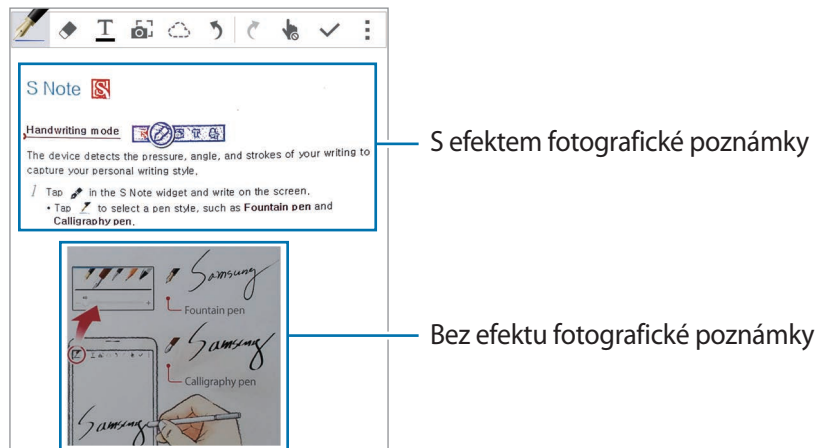 S Note
Handwriting mode
The device detects the pressure, angle, and strokes of your writing to
capture your personal writing style.
1 Tap in the S Note widget and write on the screen.
• Tap to select a pen style, such as Fountain pen and
Calligraphy pen.
S efektem fotografické poznámky
Samsung
Fountain pen
Samsung
Calligraphy pen
Samsung
Bez efektu fotografické poznámky